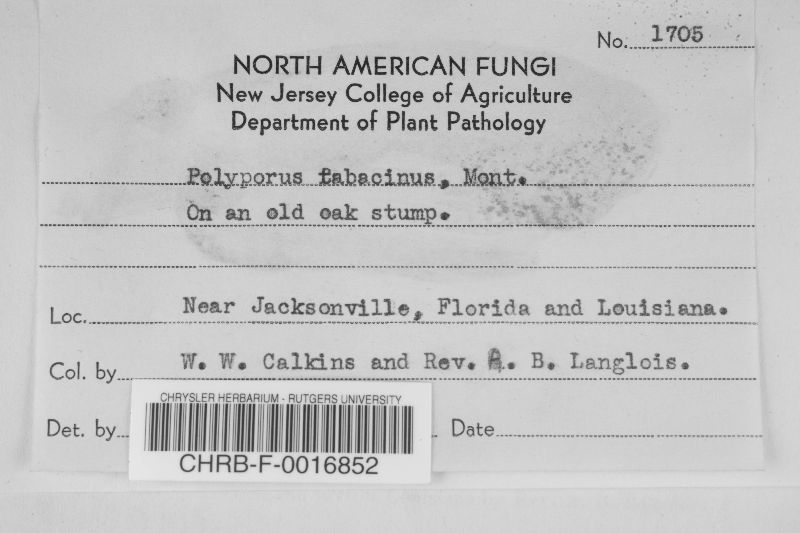 No. 1705
NORTH AMERICAN FUNGI
New Jersey College of Agriculture
Department of Plant Pathology
Polyporus tabacinus, Mont.
On an old oak stump.
Loc. Near Jacksonville, Florida and Louisiana.
Col. by W. W. Calkins and Rev. A. B. Langlois.
Det. by
Date
CHRYSLER HERBARIUM - RUTGERS UNIVERSITY
CHRB-F-0016852